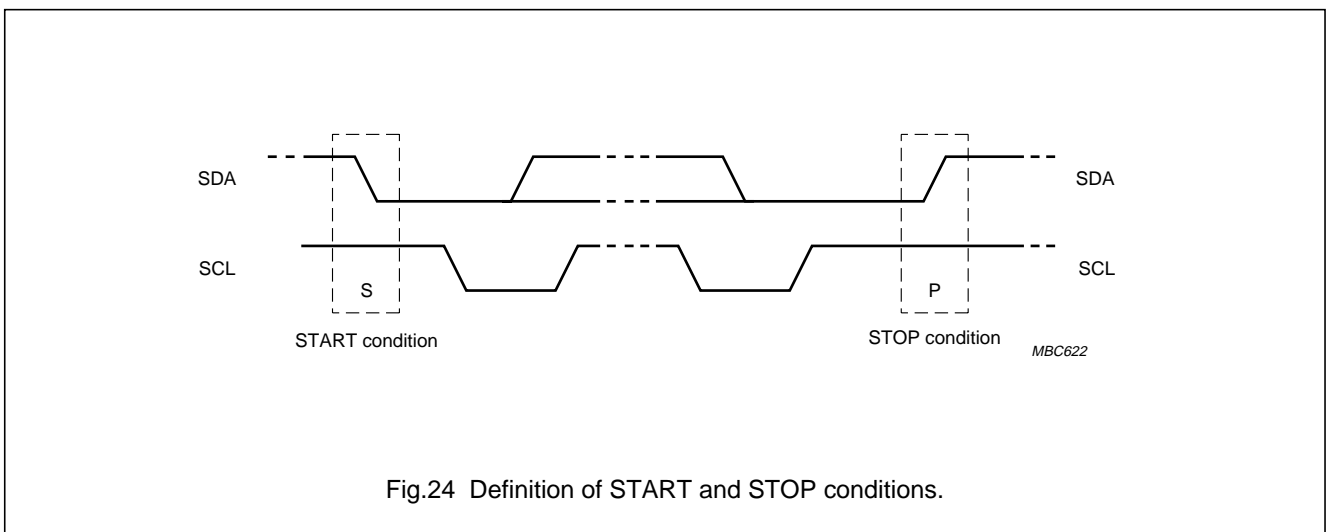 SDA
SDA
SCL
SCL
S
P
START condition
STOP condition
MBC622
Fig.24 Definition of START and STOP conditions.